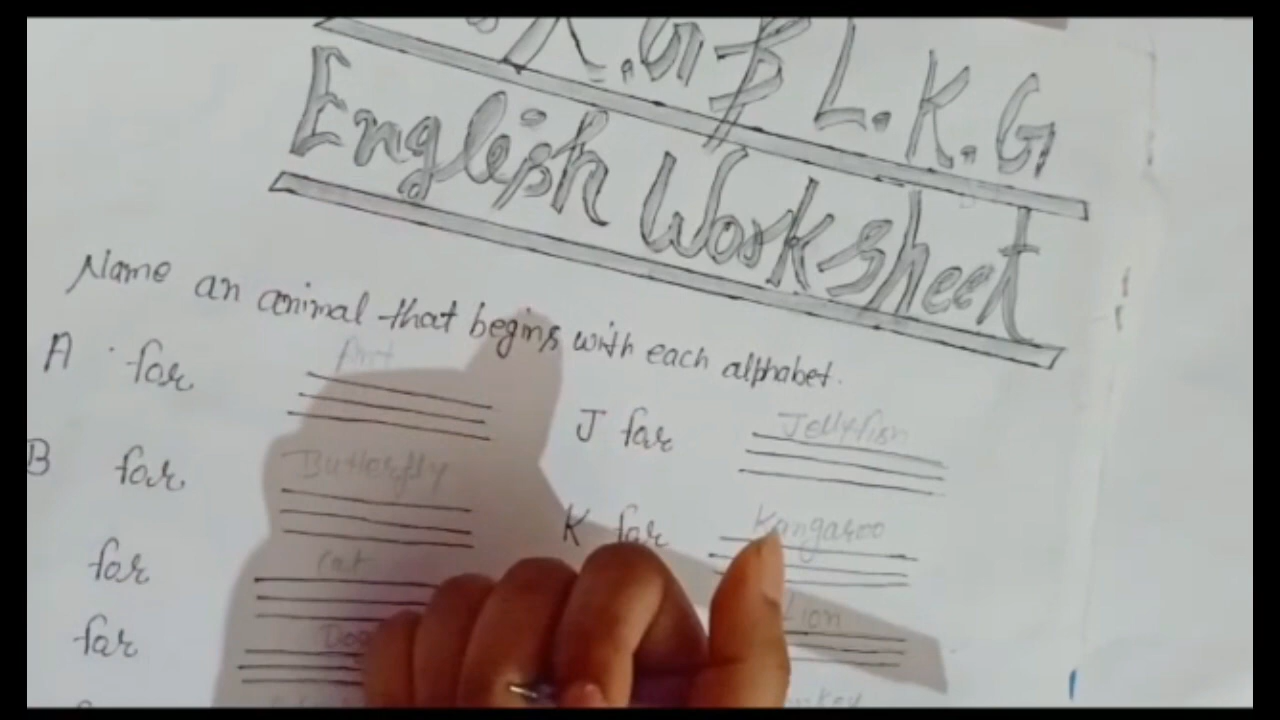 K.G & L.K.G
English Worksheet
Name an animal that begins with each alphabet.
A for Ant
B for Butterfly
for Cat
for Dog
J for Jellyfish
K for Kangaroo
Lion